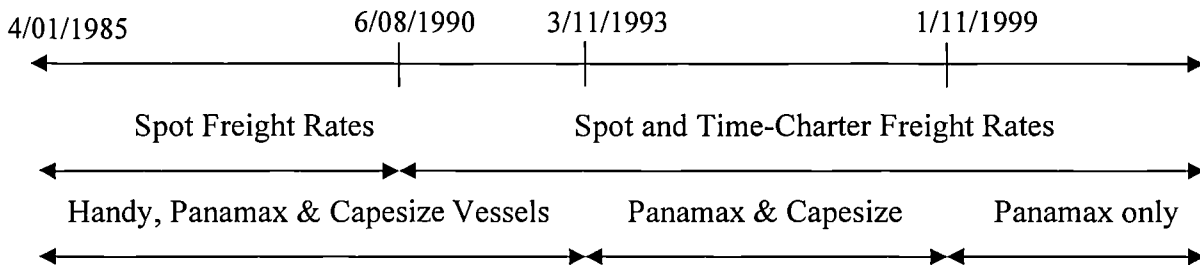 4/01/1985 6/08/1990 3/11/1993 1/11/1999
Spot Freight Rates Spot and Time-Charter Freight Rates
Handy, Panamax & Capesize Vessels Panamax & Capesize Panamax only